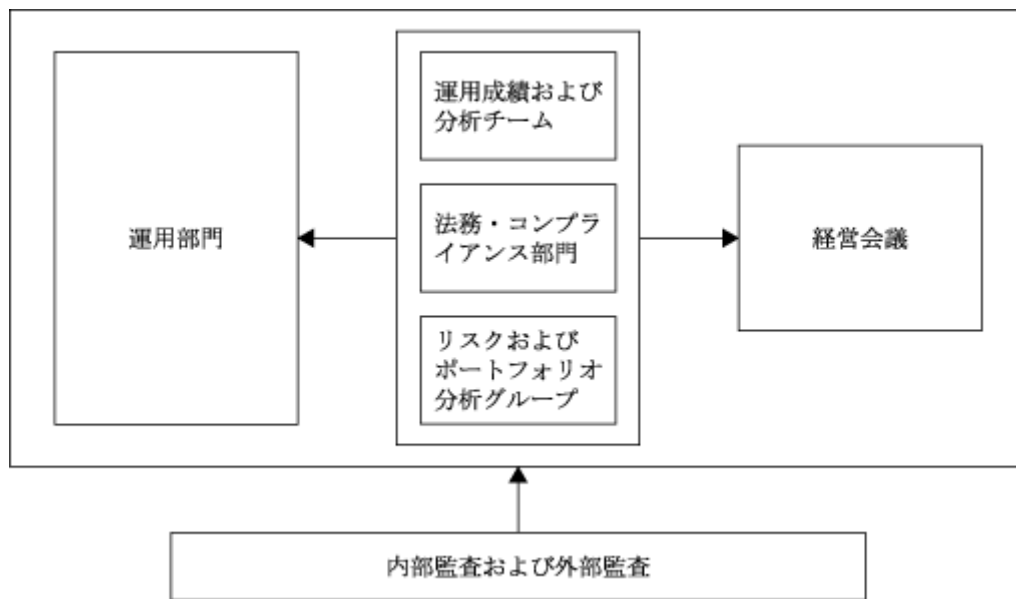 運用部門
運用成績および
分析チーム
法務・コンプラ
イアンス部門
リスクおよび
ポートフォリオ
分析グループ
経営会議
内部監査および外部監査